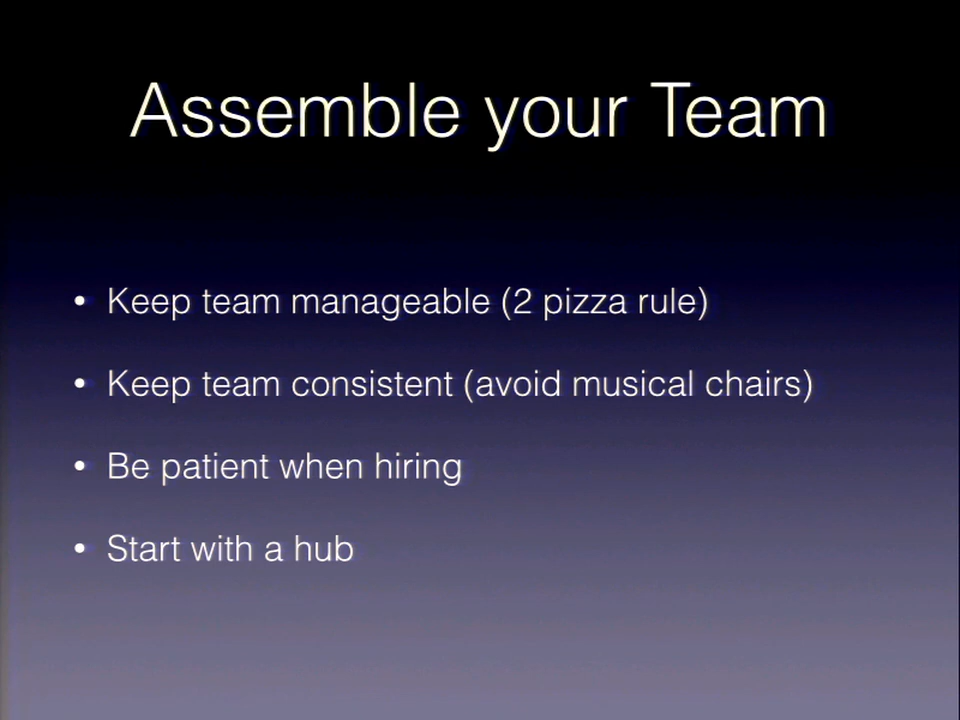 Assemble your Team
• Keep team manageable (2 pizza rule)
• Keep team consistent (avoid musical chairs)
• Be patient when hiring
• Start with a hub